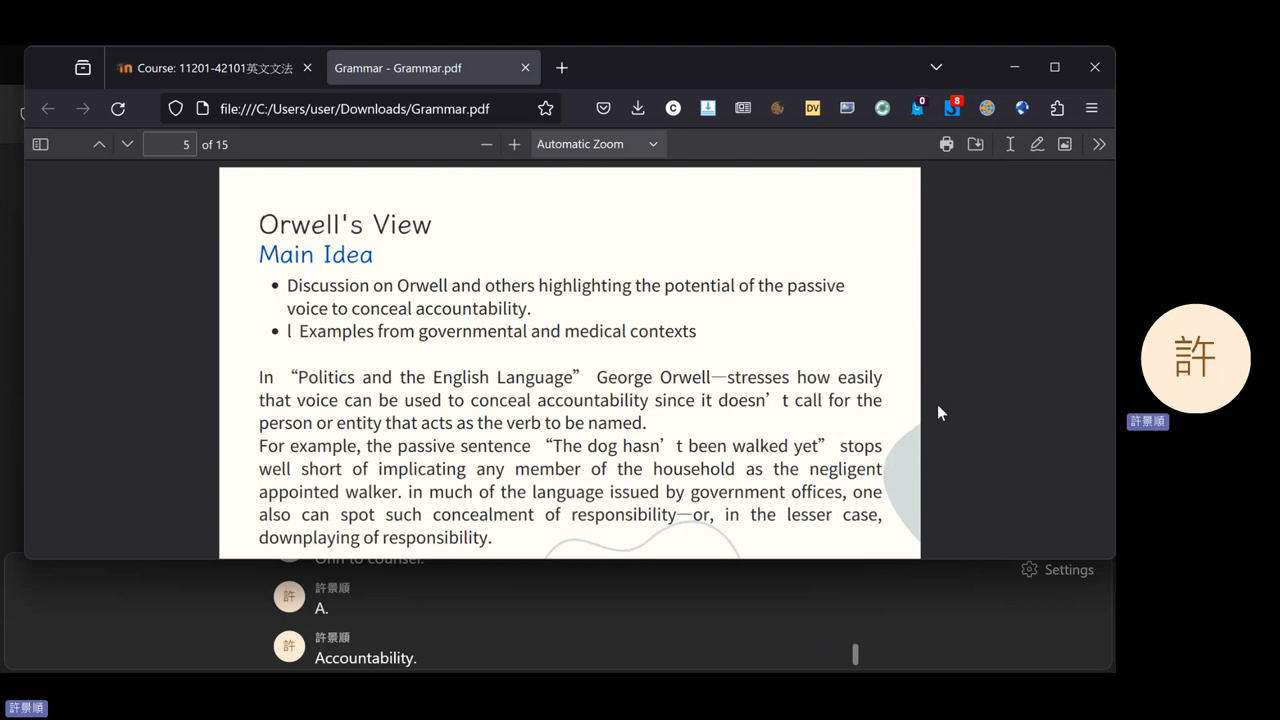 Course: 11201-42101英文文法
Grammar - Grammar.pdf
file:///C:/Users/user/Downloads/Grammar.pdf
C
DV
0
8
5 of 15
Automatic Zoom
Orwell's View
Main Idea
• Discussion on Orwell and others highlighting the potential of the passive
voice to conceal accountability.
• l Examples from governmental and medical contexts
In “Politics and the English Language” George Orwell—stresses how easily
that voice can be used to conceal accountability since it doesn’t call for the
person or entity that acts as the verb to be named.
For example, the passive sentence “The dog hasn’t been walked yet” stops
well short of implicating any member of the household as the negligent
appointed walker. in much of the language issued by government offices, one
also can spot such concealment of responsibility—or, in the lesser case,
downplaying of responsibility.
許
許景順
to counsel.
Settings
許
許景順
A.
許
許景順
Accountability.
許景順